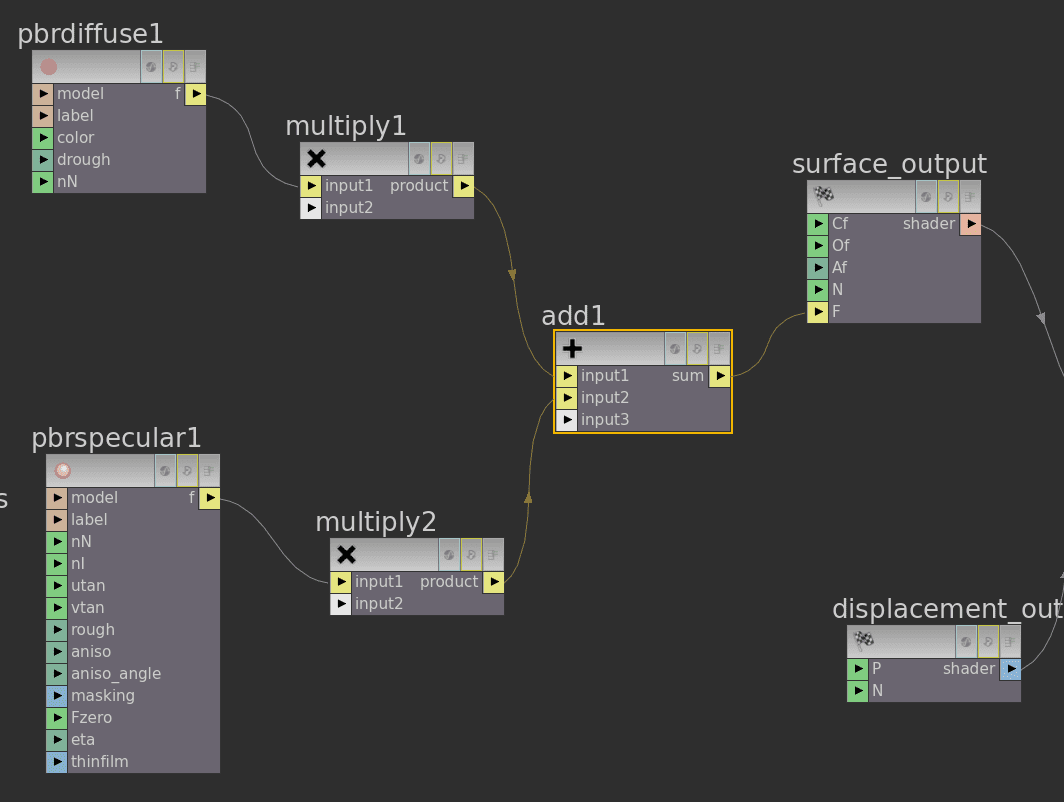 pbrdiffuse1
model f
label
color
drough
nN
multiply1
input1 product
input2
surface_output
Cf shader
Of
Af
N
F
add1
input1 sum
input2
input3
pbrspecular1
s
model f
label
nN
nI
utan
vtan
rough
aniso
aniso_angle
masking
Fzero
eta
thinfilm
multiply2
input1 product
input2
displacement_out
P shader
N